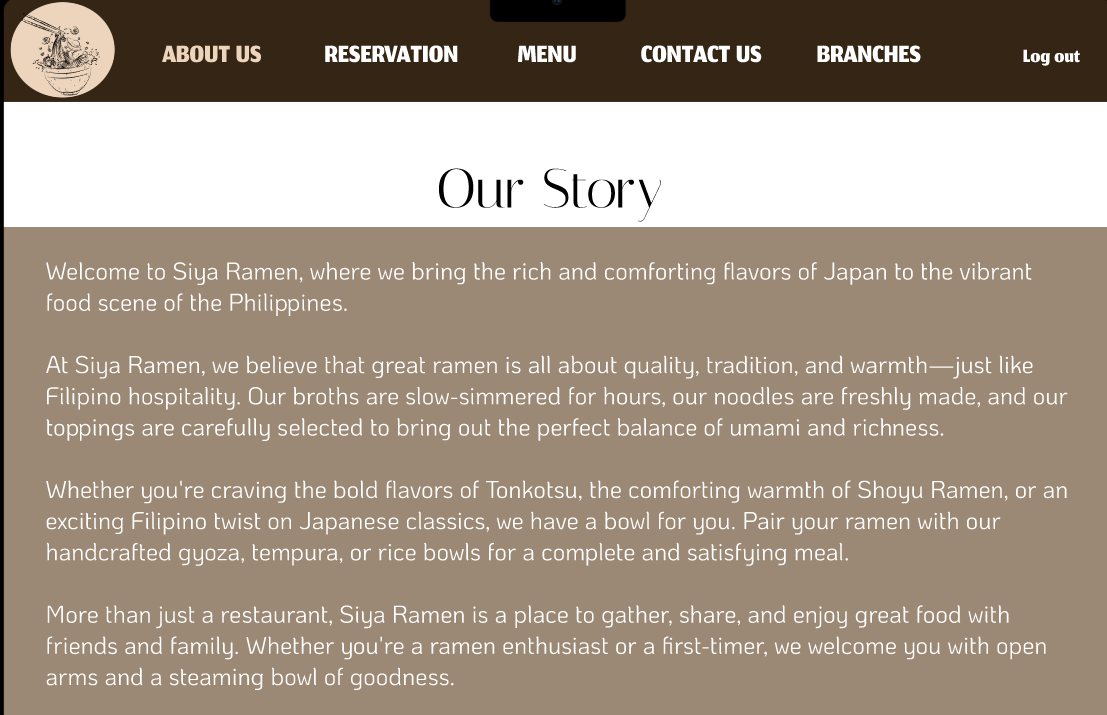 ABOUT US RESERVATION MENU CONTACT US BRANCHES Log out
Our Story
Welcome to Siya Ramen, where we bring the rich and comforting flavors of Japan to the vibrant
food scene of the Philippines.
At Siya Ramen, we believe that great ramen is all about quality, tradition, and warmth—just like
Filipino hospitality. Our broths are slow-simmered for hours, our noodles are freshly made, and our
toppings are carefully selected to bring out the perfect balance of umami and richness.
Whether you're craving the bold flavors of Tonkotsu, the comforting warmth of Shoyu Ramen, or an
exciting Filipino twist on Japanese classics, we have a bowl for you. Pair your ramen with our
handcrafted gyoza, tempura, or rice bowls for a complete and satisfying meal.
More than just a restaurant, Siya Ramen is a place to gather, share, and enjoy great food with
friends and family. Whether you're a ramen enthusiast or a first-timer, we welcome you with open
arms and a steaming bowl of goodness.